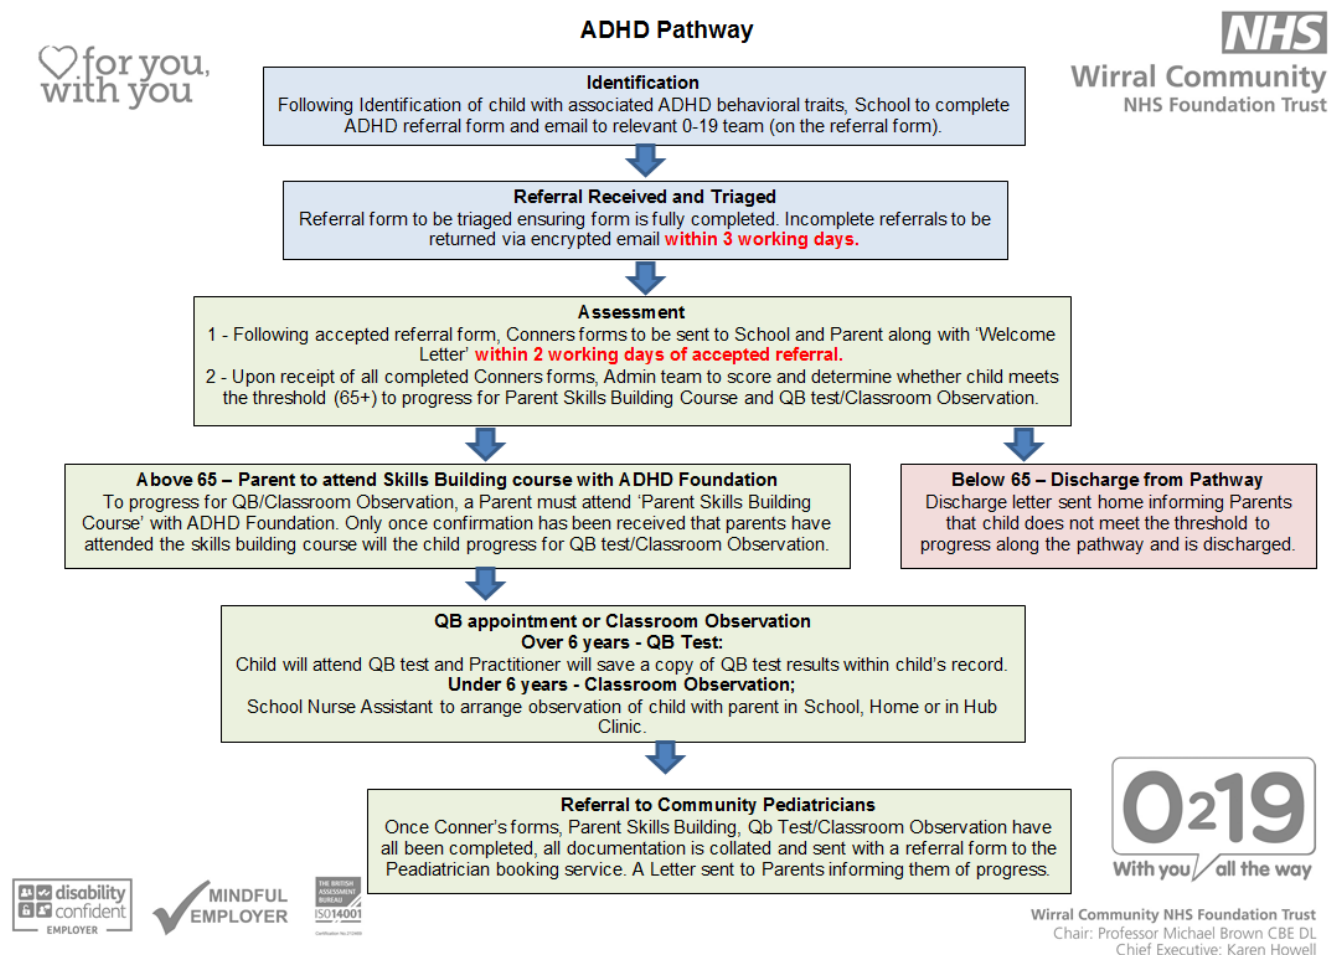 ADHD Pathway
for you,
with you
NHS
Wirral Community
NHS Foundation Trust
Identification
Following Identification of child with associated ADHD behavioral traits, School to complete
ADHD referral form and email to relevant 0-19 team (on the referral form).
Referral Received and Triaged
Referral form to be triaged ensuring form is fully completed. Incomplete referrals to be
returned via encrypted email within 3 working days.
Assessment
1 - Following accepted referral form, Conners forms to be sent to School and Parent along with ‘Welcome
Letter’ within 2 working days of accepted referral.
2 - Upon receipt of all completed Conners forms, Admin team to score and determine whether child meets
the threshold (65+) to progress for Parent Skills Building Course and QB test/Classroom Observation.
Above 65 – Parent to attend Skills Building course with ADHD Foundation
To progress for QB/Classroom Observation, a Parent must attend ‘Parent Skills Building
Course’ with ADHD Foundation. Only once confirmation has been received that parents have
attended the skills building course will the child progress for QB test/Classroom Observation.
Below 65 – Discharge from Pathway
Discharge letter sent home informing Parents
that child does not meet the threshold to
progress along the pathway and is discharged.
QB appointment or Classroom Observation
Over 6 years - QB Test:
Child will attend QB test and Practitioner will save a copy of QB test results within child’s record.
Under 6 years - Classroom Observation;
School Nurse Assistant to arrange observation of child with parent in School, Home or in Hub
Clinic.
Referral to Community Pediatricians
Once Conner’s forms, Parent Skills Building, Qb Test/Classroom Observation have
all been completed, all documentation is collated and sent with a referral form to the
Peadiatrician booking service. A Letter sent to Parents informing them of progress.
0219
With you all the way
disability
confident
EMPLOYER
MINDFUL
EMPLOYER
THE BRITISH
ASSESSMENT
BUREAU
ISO14001
Wirral Community NHS Foundation Trust
Chair: Professor Michael Brown CBE DL
Chief Executive: Karen Howell